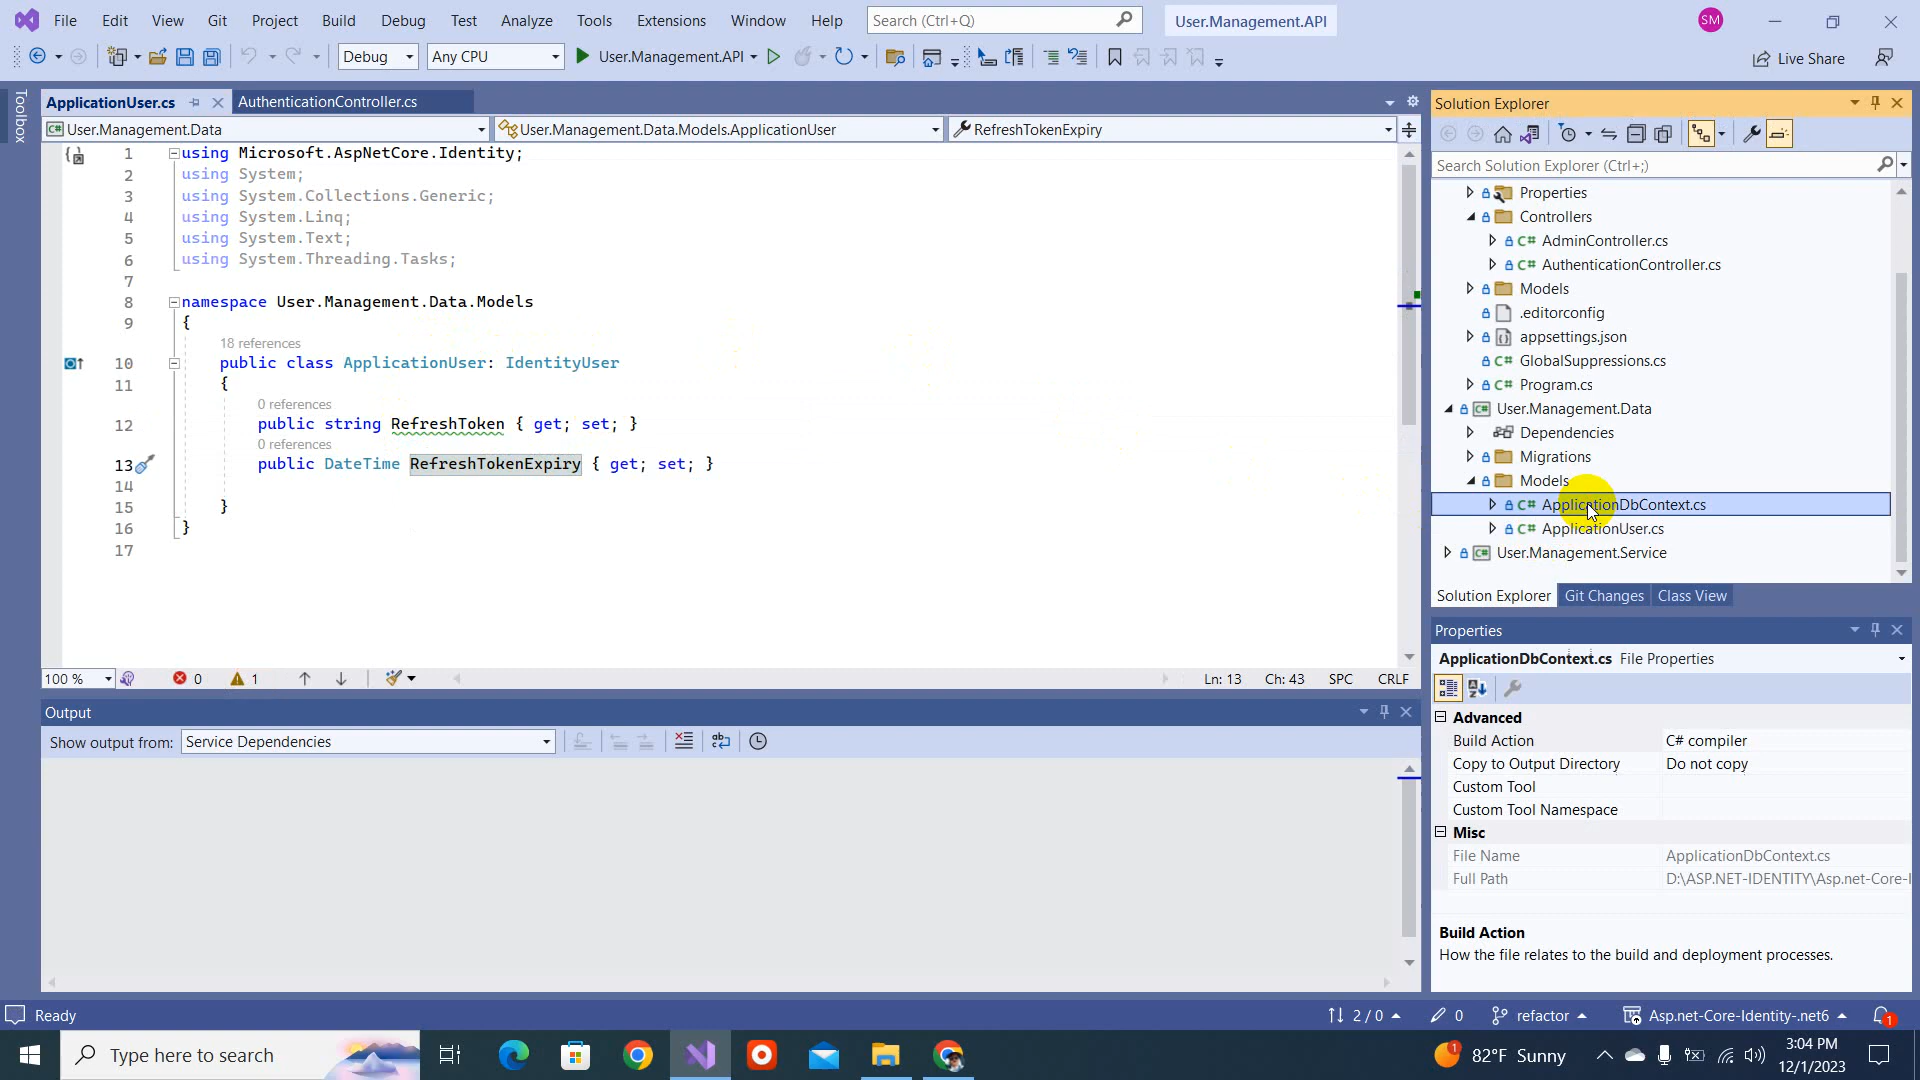 File Edit View Git Project Build Debug Test Analyze Tools Extensions Window Help Search (Ctrl+Q) User.Management.API SM
Debug Any CPU User.Management.API Live Share
Toolbox
ApplicationUser.cs AuthenticationController.cs
User.Management.Data User.Management.Data.Models.ApplicationUser RefreshTokenExpiry
1 using Microsoft.AspNetCore.Identity;
2 using System;
3 using System.Collections.Generic;
4 using System.Linq;
5 using System.Text;
6 using System.Threading.Tasks;
7
8 namespace User.Management.Data.Models
9 {
18 references
10 public class ApplicationUser: IdentityUser
11 {
0 references
12 public string RefreshToken { get; set; }
0 references
13 public DateTime RefreshTokenExpiry { get; set; }
14
15 }
16 }
17
100 % 0 1 Ln: 13 Ch: 43 SPC CRLF
Output
Show output from: Service Dependencies
Solution Explorer
Search Solution Explorer (Ctrl+;)
Properties
Controllers
C# AdminController.cs
C# AuthenticationController.cs
Models
.editorconfig
appsettings.json
C# GlobalSuppressions.cs
C# Program.cs
User.Management.Data
Dependencies
Migrations
Models
C# ApplicationDbContext.cs
C# ApplicationUser.cs
User.Management.Service
Solution Explorer Git Changes Class View
Properties
ApplicationDbContext.cs File Properties
Advanced
Build Action C# compiler
Copy to Output Directory Do not copy
Custom Tool
Custom Tool Namespace
Misc
File Name ApplicationDbContext.cs
Full Path D:\ASP.NET-IDENTITY\Asp.net-Core-I
Build Action
How the file relates to the build and deployment processes.
Ready 2 / 0 0 refactor Asp.net-Core-Identity-.net6 1
Type here to search 1 82°F Sunny 3:04 PM
12/1/2023